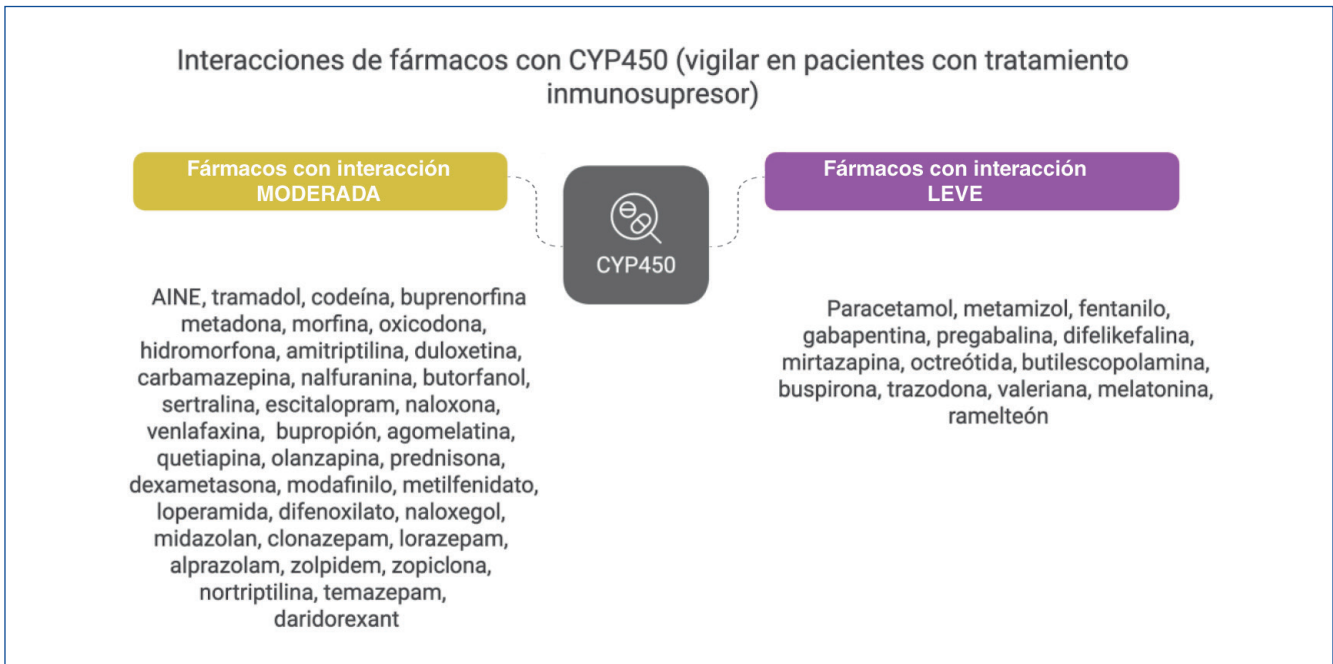 Interacciones de fármacos con CYP450 (vigilar en pacientes con tratamiento
inmunosupresor)
Fármacos con interacción
MODERADA
Fármacos con interacción
LEVE
CYP450
AINE, tramadol, codeína, buprenorfina
metadona, morfina, oxicodona,
hidromorfona, amitriptilina, duloxetina,
carbamazepina, nalfuranina, butorfanol,
sertralina, escitalopram, naloxona,
venlafaxina, bupropión, agomelatina,
quetiapina, olanzapina, prednisona,
dexametasona, modafinilo, metilfenidato,
loperamida, difenoxilato, naloxegol,
midazolan, clonazepam, lorazepam,
alprazolam, zolpidem, zopiclona,
nortriptilina, temazepam,
daridorexant
Paracetamol, metamizol, fentanilo,
gabapentina, pregabalina, difelikefalina,
mirtazapina, octreótida, butilescopolamina,
buspirona, trazodona, valeriana, melatonina,
ramelteón